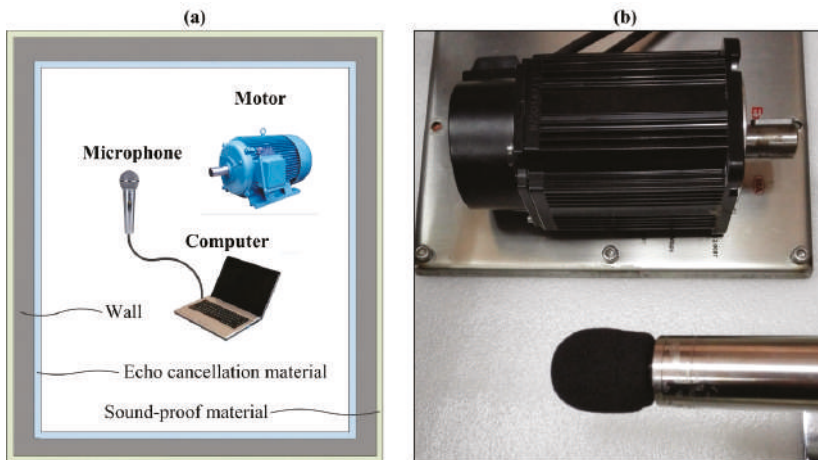 (a)
(b)
Motor
Microphone
Computer
Wall
Echo cancellation material
Sound-proof material